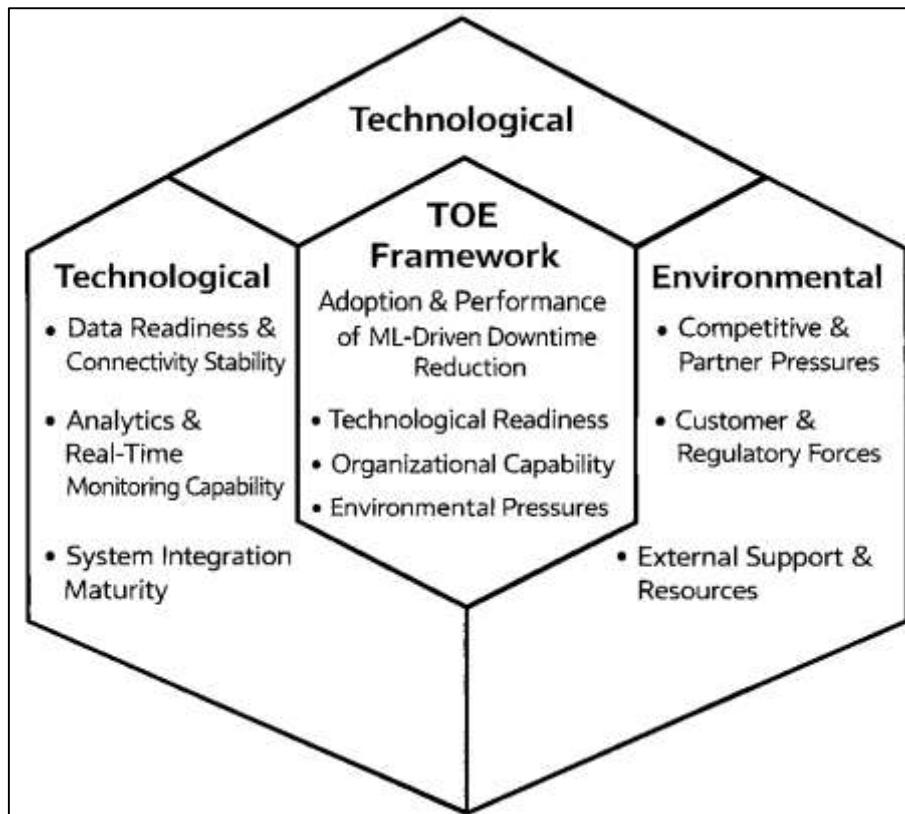 Technological
TOE
Framework
Adoption & Performance
of ML-Driven Downtime
Reduction
• Technological Readiness
• Organizational Capability
• Environmental Pressures
Technological
• Data Readiness &
Connectivity Stability
• Analytics &
Real-Time
Monitoring Capability
• System Integration
Maturity
Environmental
• Competitive &
Partner Pressures
• Customer &
Regulatory Forces
• External Support &
Resources